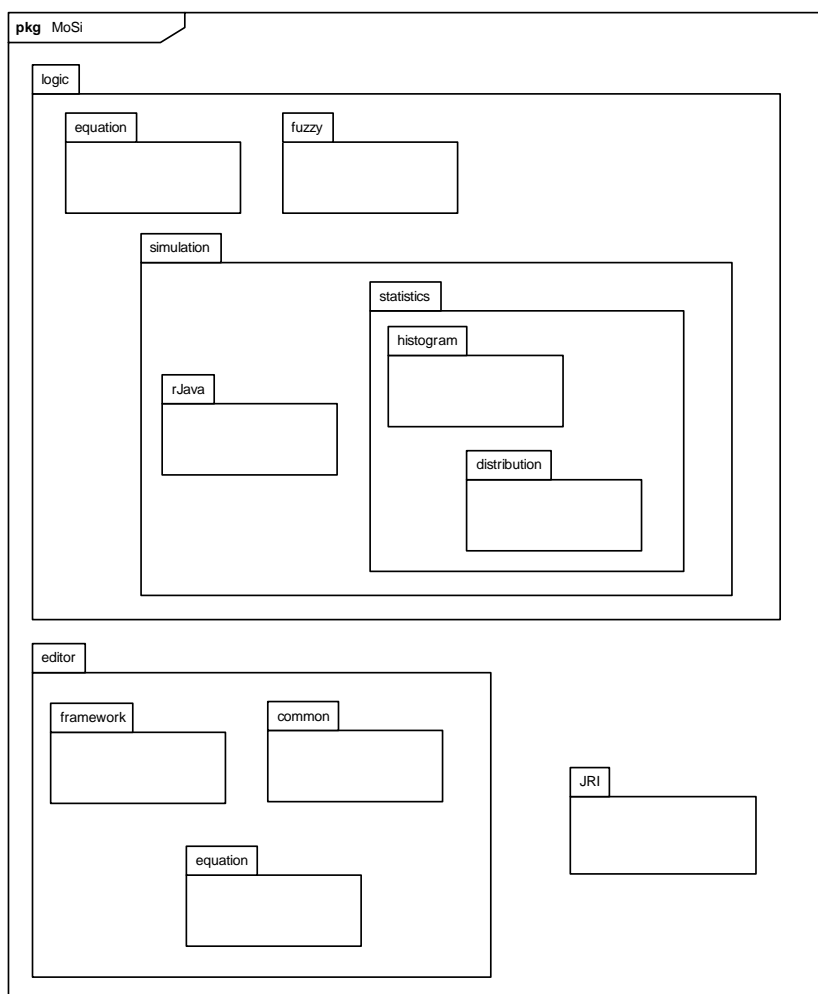 pkg MoSi
logic
equation
fuzzy
simulation
statistics
histogram
rJava
distribution
editor
framework
common
JRI
equation